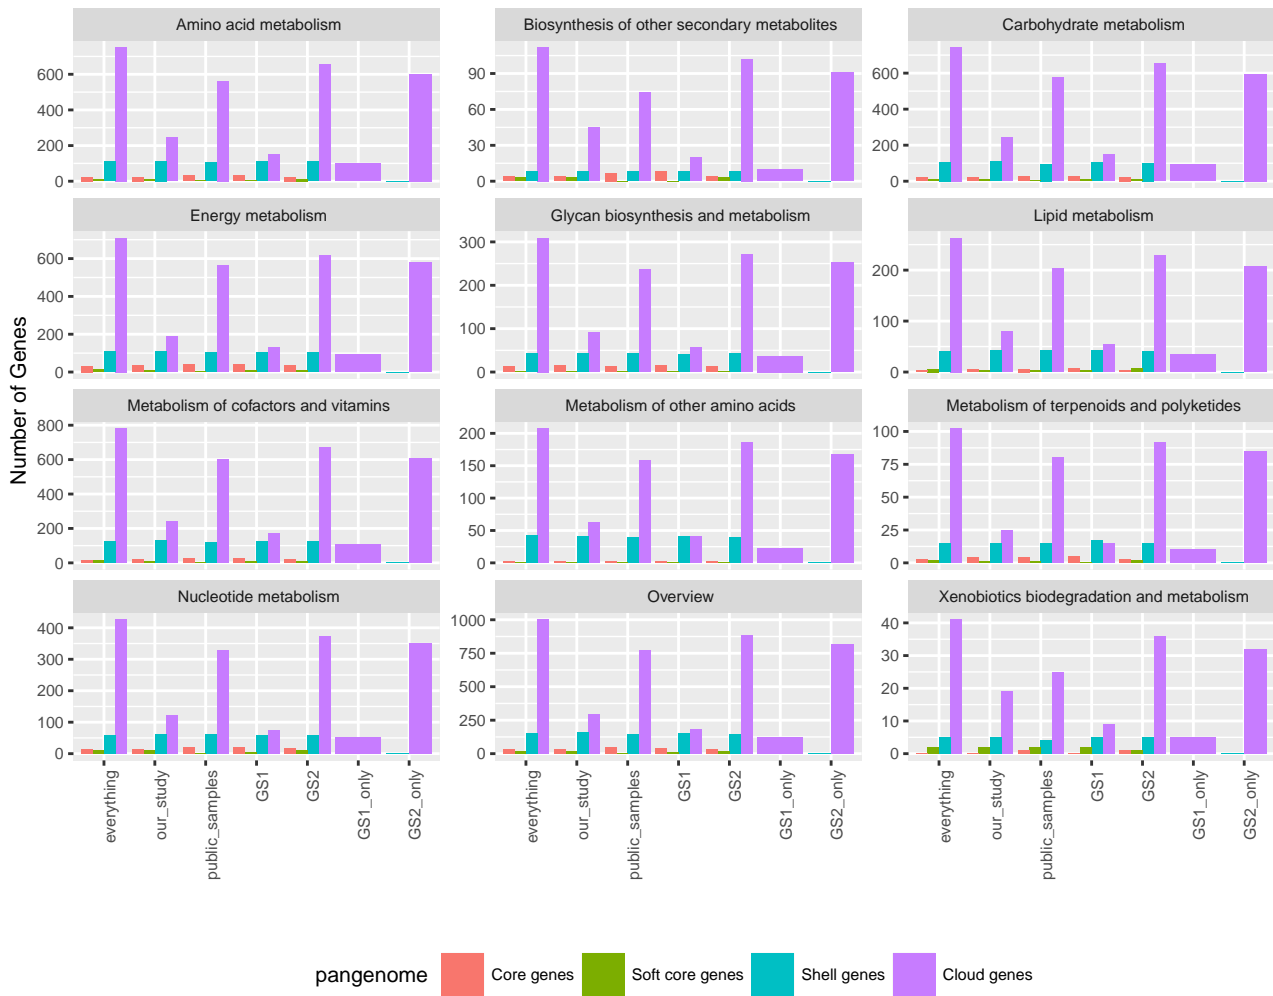 Amino acid metabolism
Biosynthesis of other secondary metabolites
Carbohydrate metabolism
600
400
200
0
90
60
30
0
600
400
200
0
Energy metabolism
Glycan biosynthesis and metabolism
Lipid metabolism
600
400
200
0
300
200
100
0
200
100
0
Number of Genes
Metabolism of cofactors and vitamins
Metabolism of other amino acids
Metabolism of terpenoids and polyketides
800
600
400
200
0
200
150
100
50
0
100
75
50
25
0
Nucleotide metabolism
Overview
Xenobiotics biodegradation and metabolism
400
300
200
100
0
1000
750
500
250
0
40
30
20
10
0
everything
our_study
public_samples
GS1
GS2
GS1_only
GS2_only
everything
our_study
public_samples
GS1
GS2
GS1_only
GS2_only
everything
our_study
public_samples
GS1
GS2
GS1_only
GS2_only
pangenome
Core genes
Soft core genes
Shell genes
Cloud genes